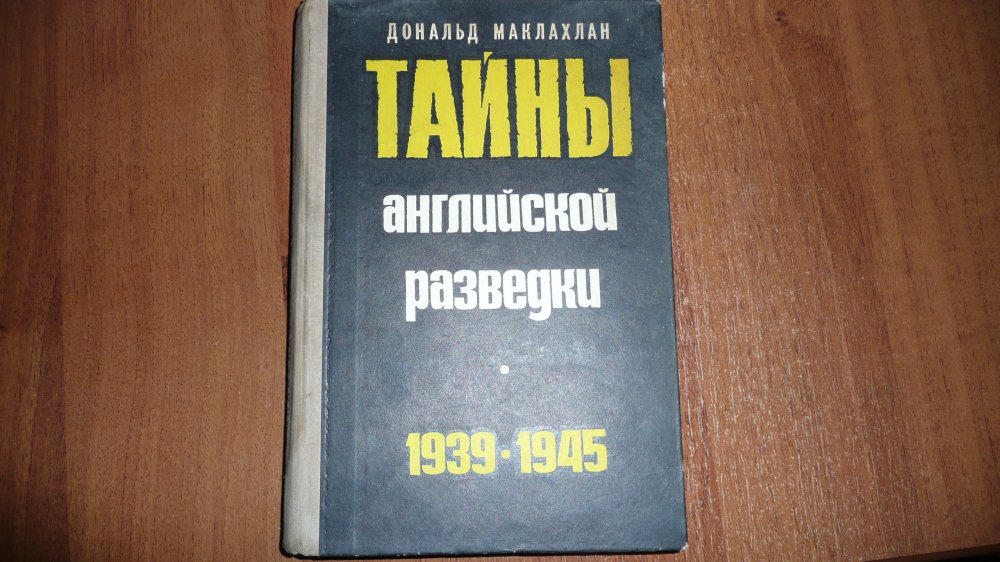 ДОНАЛЬД МАКЛАХЛАН
ТАЙНЫ
английской
разведки
1939·1945